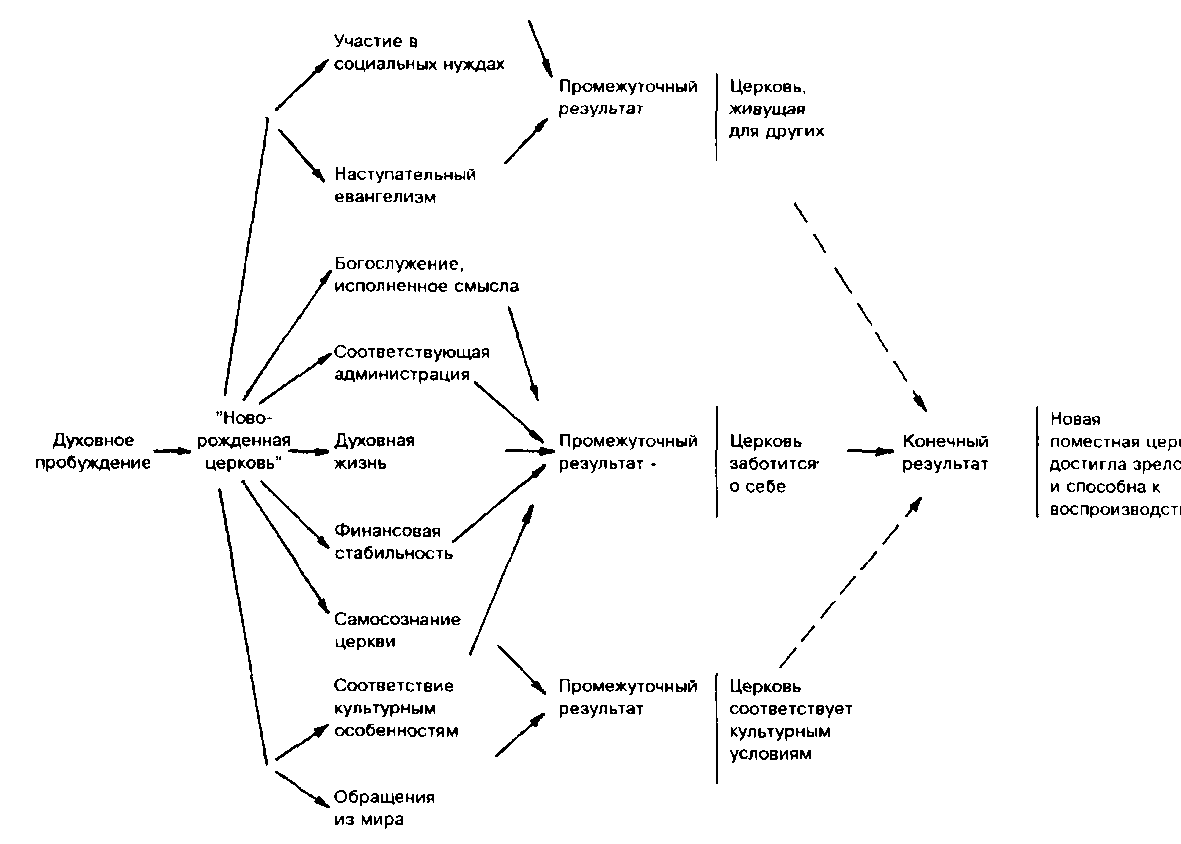 Участие в
социальных нуждах
Промежуточный
результат
Церковь,
живущая
для других
Наступательный
евангелизм
Богослужение,
исполненное смысла
Соответствующая
администрация
Духовное
пробуждение
"Ново-
рожденная
церковь"
Духовная
жизнь
Промежуточный
результат -
Церковь
заботится
о себе
Конечный
результат
Новая
поместная церк
достигла зрело
и способна к
воспроизводст
Финансовая
стабильность
Самосознание
церкви
Соответствие
культурным
особенностям
Промежуточный
результат
Церковь
соответствует
культурным
условиям
Обращения
из мира